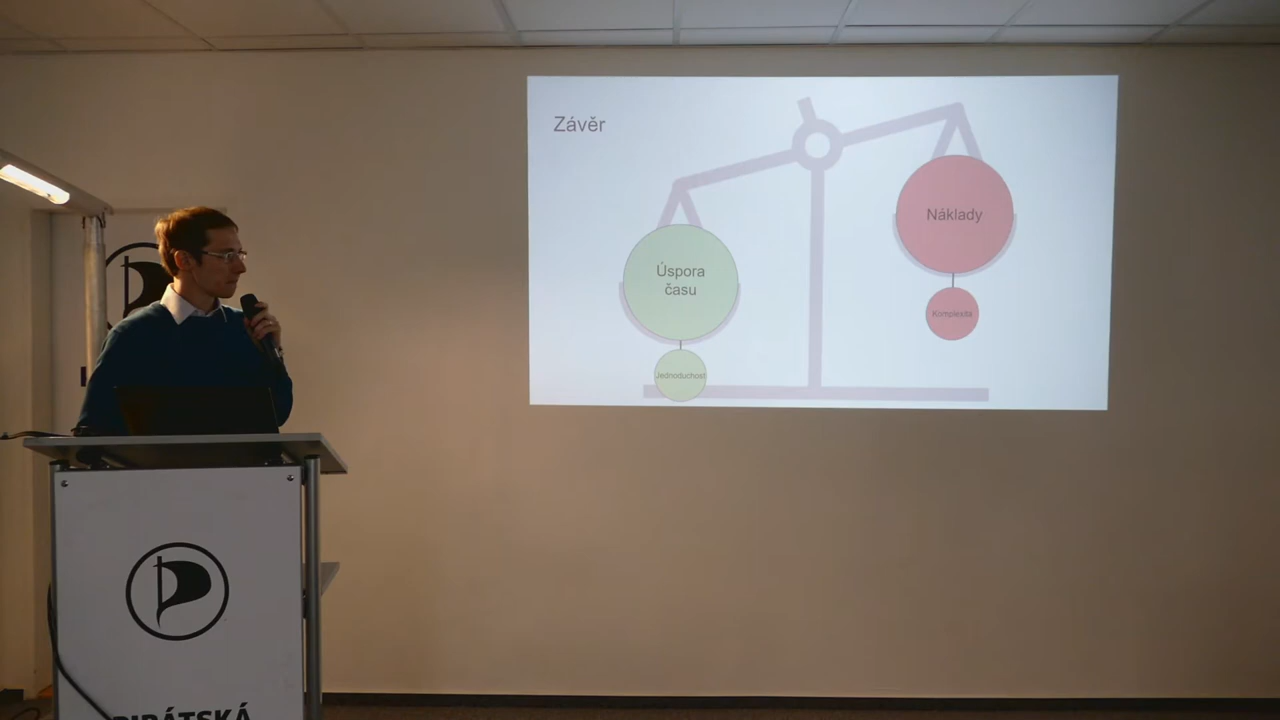 Závěr
Náklady
Úspora
času
Komplexita
Jednoduchost
PIRÁTSKÁ